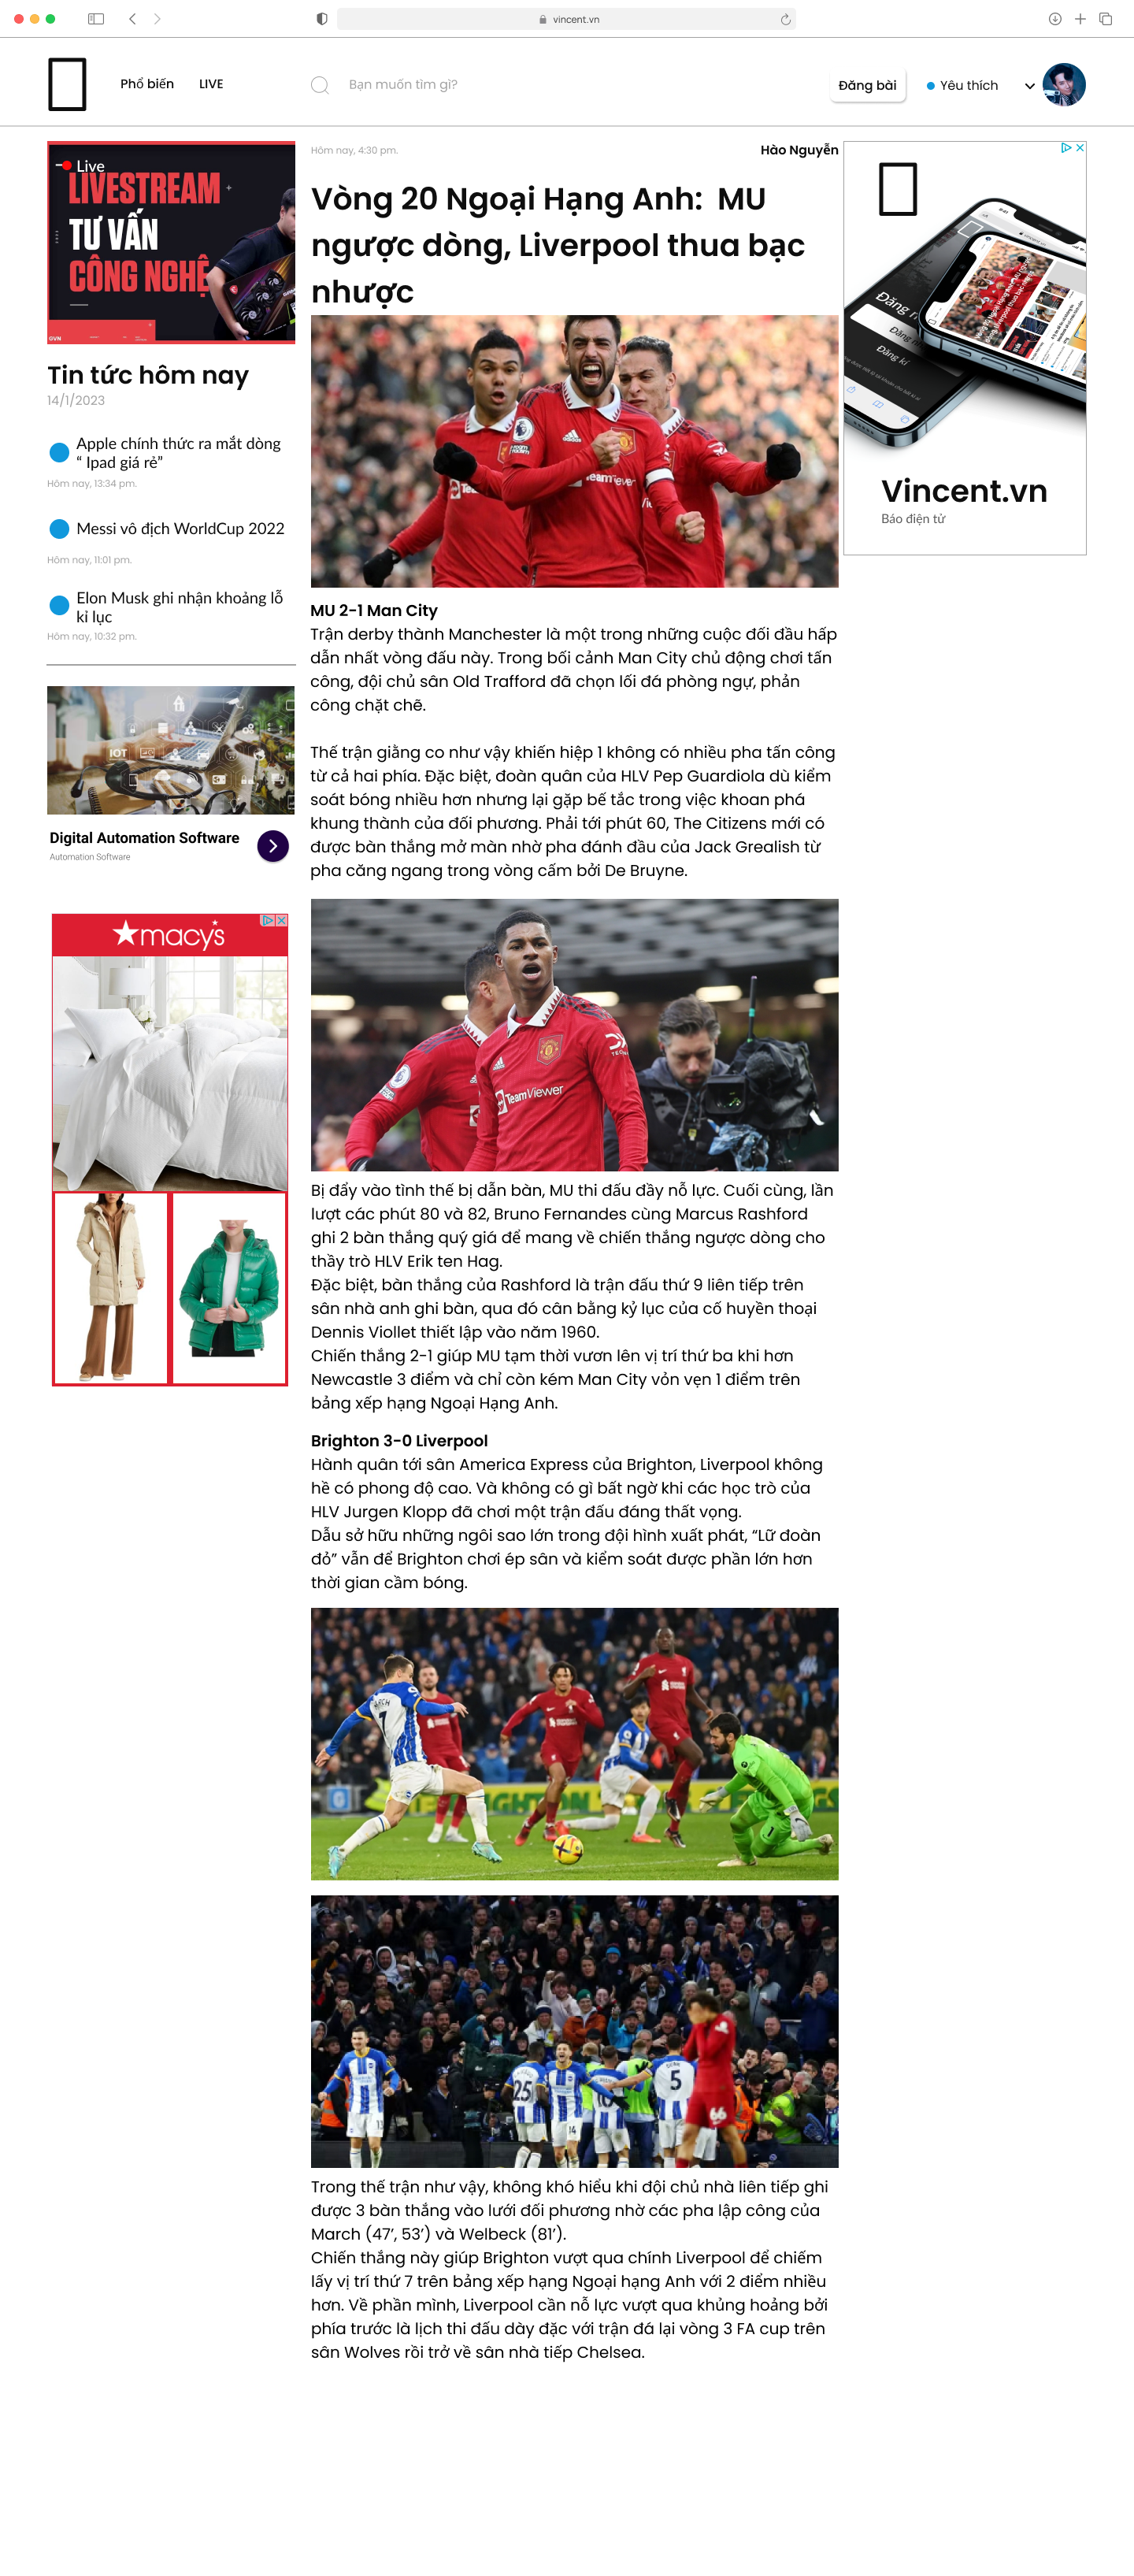 vincent.vn
Phổ biến
LIVE
Bạn muốn tìm gì?
Đăng bài
Yêu thích
Live
LIVESTREAM
TƯ VẤN
CÔNG NGHỆ
GVN
Tin tức hôm nay
14/1/2023
Apple chính thức ra mắt dòng
“ Ipad giá rẻ”
Hôm nay, 13:34 pm.
Messi vô địch WorldCup 2022
Hôm nay, 11:01 pm.
Elon Musk ghi nhận khoảng lỗ
kỉ lục
Hôm nay, 10:32 pm.
IOT
Digital Automation Software
Automation Software
macy's
Hôm nay, 4:30 pm.
Hào Nguyễn
Vòng 20 Ngoại Hạng Anh:  MU
ngược dòng, Liverpool thua bạc
nhược
MU 2-1 Man City
Trận derby thành Manchester là một trong những cuộc đối đầu hấp
dẫn nhất vòng đấu này. Trong bối cảnh Man City chủ động chơi tấn
công, đội chủ sân Old Trafford đã chọn lối đá phòng ngự, phản
công chặt chẽ.
Thế trận giằng co như vậy khiến hiệp 1 không có nhiều pha tấn công
từ cả hai phía. Đặc biệt, đoàn quân của HLV Pep Guardiola dù kiểm
soát bóng nhiều hơn nhưng lại gặp bế tắc trong việc khoan phá
khung thành của đối phương. Phải tới phút 60, The Citizens mới có
được bàn thắng mở màn nhờ pha đánh đầu của Jack Grealish từ
pha căng ngang trong vòng cấm bởi De Bruyne.
TeamViewer
Bị đẩy vào tình thế bị dẫn bàn, MU thi đấu đầy nỗ lực. Cuối cùng, lần
lượt các phút 80 và 82, Bruno Fernandes cùng Marcus Rashford
ghi 2 bàn thắng quý giá để mang về chiến thắng ngược dòng cho
thầy trò HLV Erik ten Hag.
Đặc biệt, bàn thắng của Rashford là trận đấu thứ 9 liên tiếp trên
sân nhà anh ghi bàn, qua đó cân bằng kỷ lục của cố huyền thoại
Dennis Viollet thiết lập vào năm 1960.
Chiến thắng 2-1 giúp MU tạm thời vươn lên vị trí thứ ba khi hơn
Newcastle 3 điểm và chỉ còn kém Man City vỏn vẹn 1 điểm trên
bảng xếp hạng Ngoại Hạng Anh.
Brighton 3-0 Liverpool
Hành quân tới sân America Express của Brighton, Liverpool không
hề có phong độ cao. Và không có gì bất ngờ khi các học trò của
HLV Jurgen Klopp đã chơi một trận đấu đáng thất vọng.
Dẫu sở hữu những ngôi sao lớn trong đội hình xuất phát, “Lữ đoàn
đỏ” vẫn để Brighton chơi ép sân và kiểm soát được phần lớn hơn
thời gian cầm bóng.
MARCH
7
1
25
5
66
13
14
Trong thế trận như vậy, không khó hiểu khi đội chủ nhà liên tiếp ghi
được 3 bàn thắng vào lưới đối phương nhờ các pha lập công của
March (47’, 53’) và Welbeck (81’).
Chiến thắng này giúp Brighton vượt qua chính Liverpool để chiếm
lấy vị trí thứ 7 trên bảng xếp hạng Ngoại hạng Anh với 2 điểm nhiều
hơn. Về phần mình, Liverpool cần nỗ lực vượt qua khủng hoảng bởi
phía trước là lịch thi đấu dày đặc với trận đá lại vòng 3 FA cup trên
sân Wolves rồi trở về sân nhà tiếp Chelsea.
Đăng kí
Vincent.vn
Báo điện tử